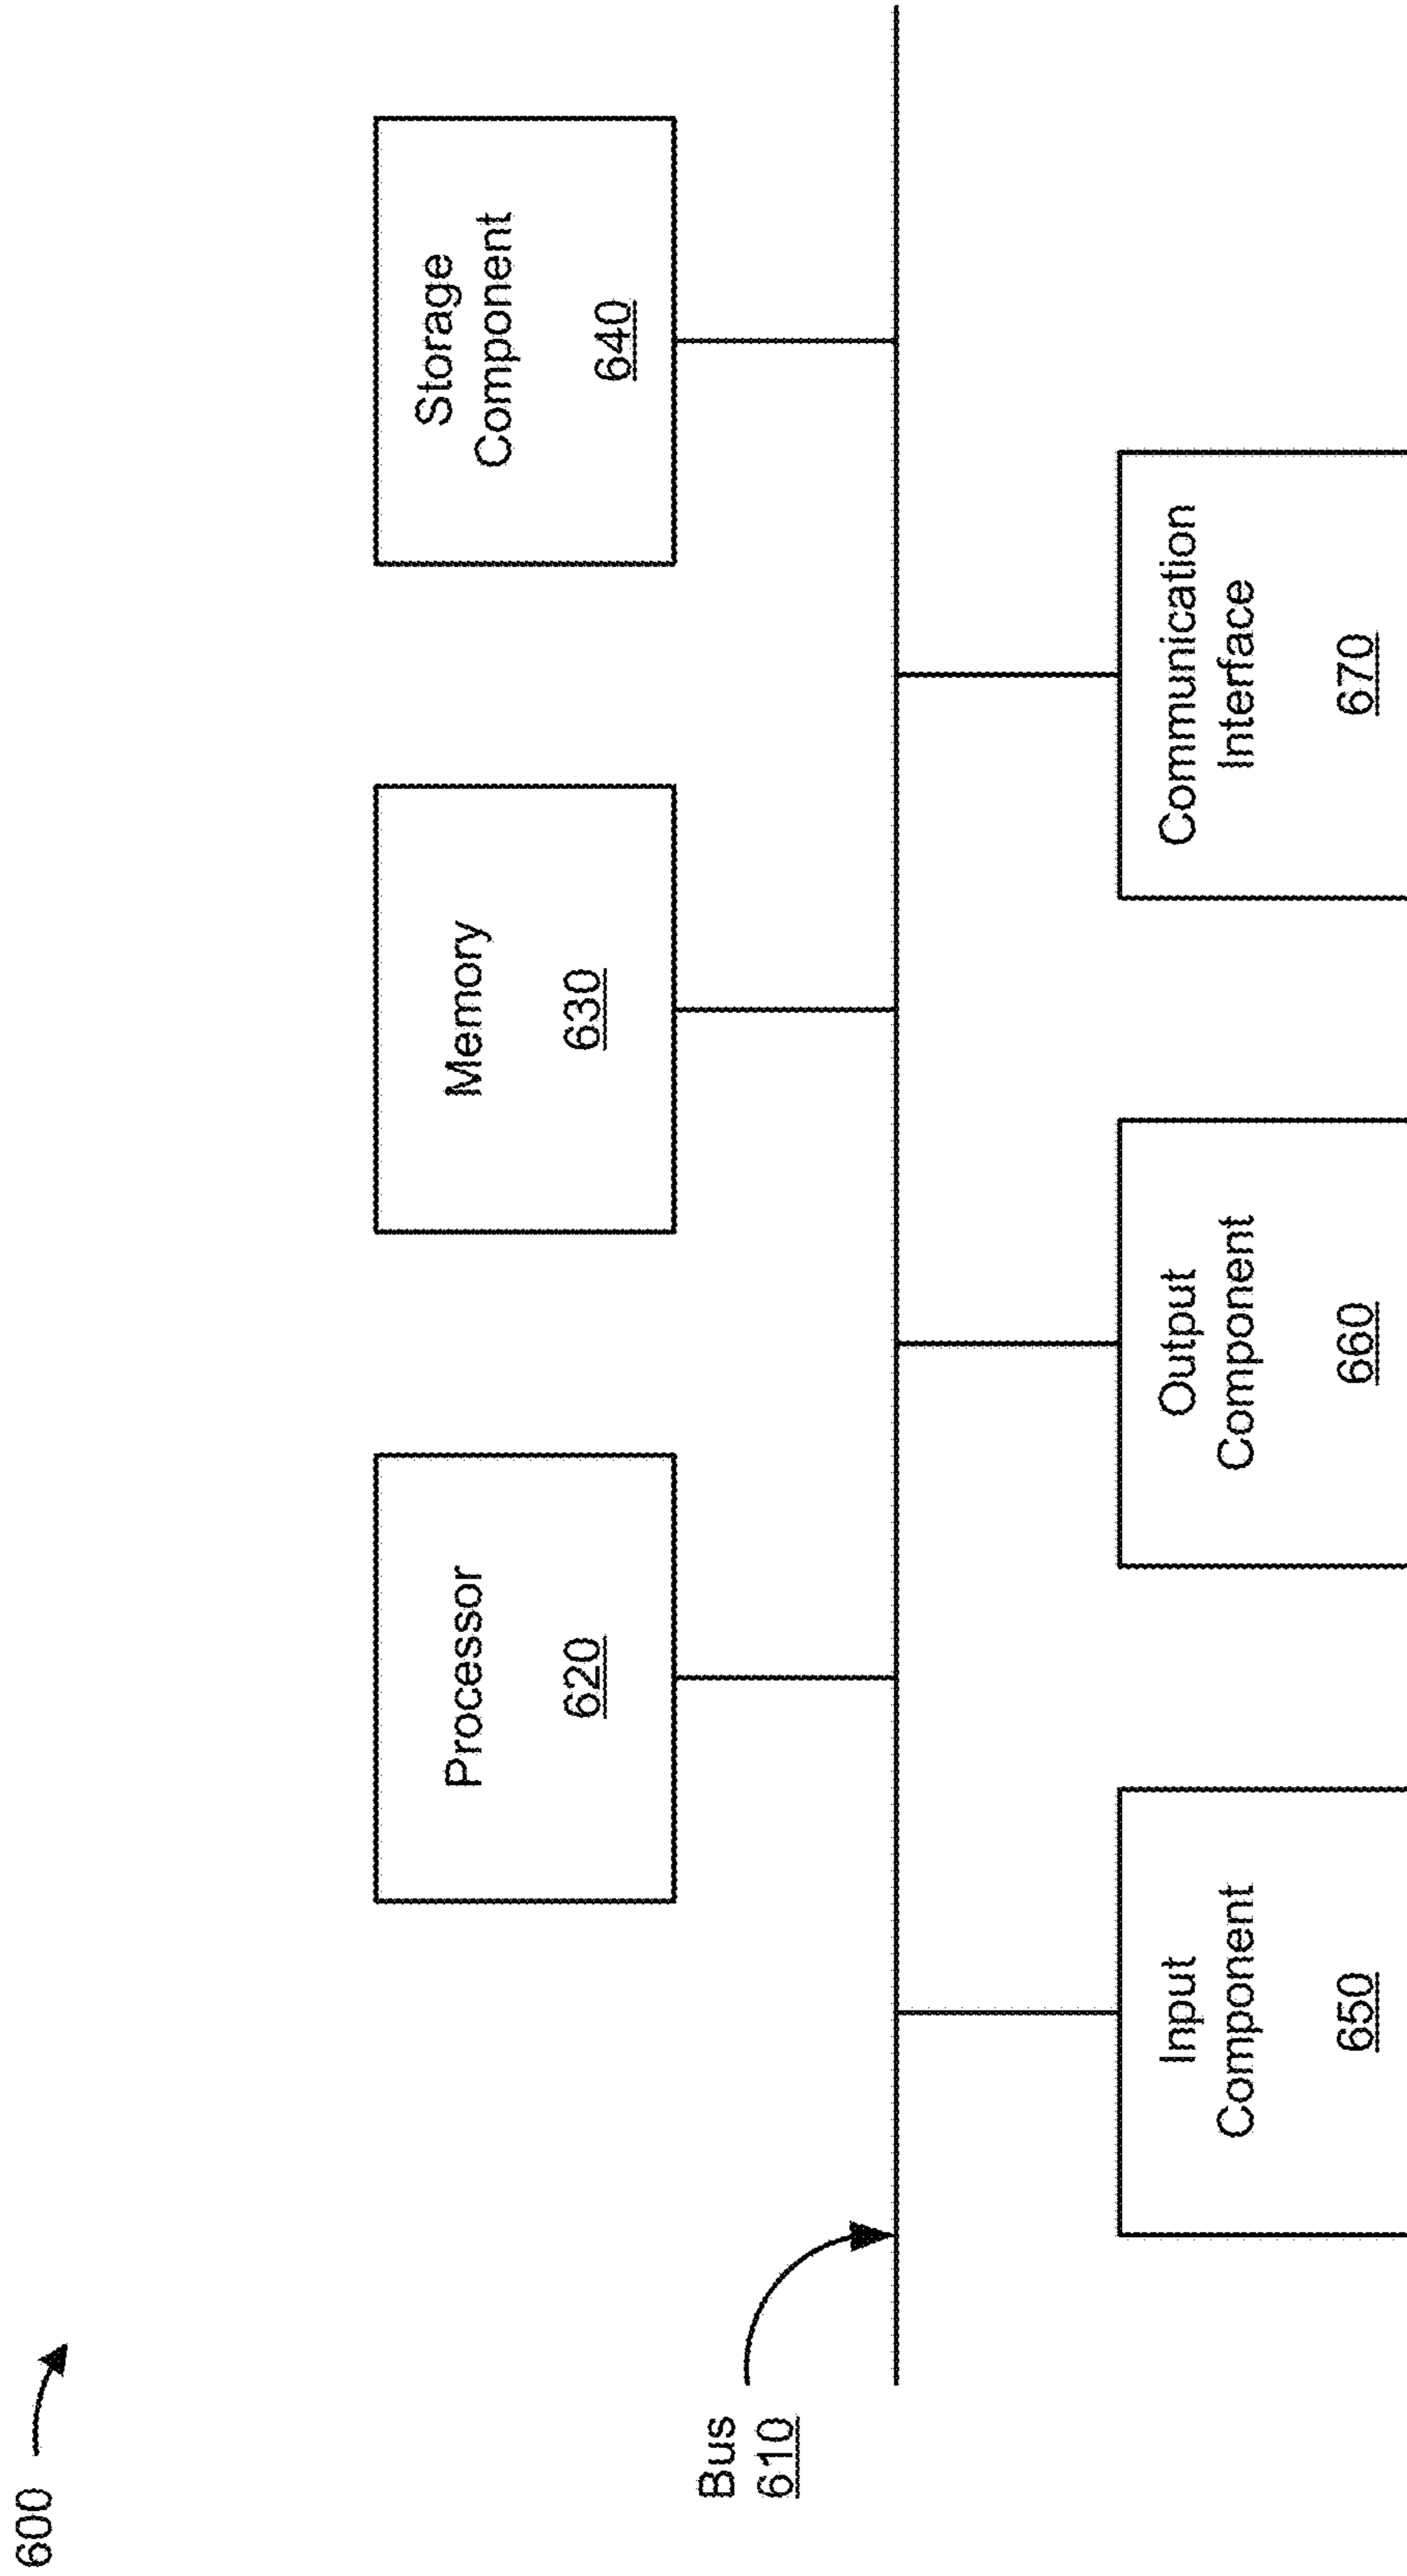 600
Processor
620
Memory
630
Storage
Component
640
Bus
610
Input
Component
650
Output
Component
660
Communication
Interface
670